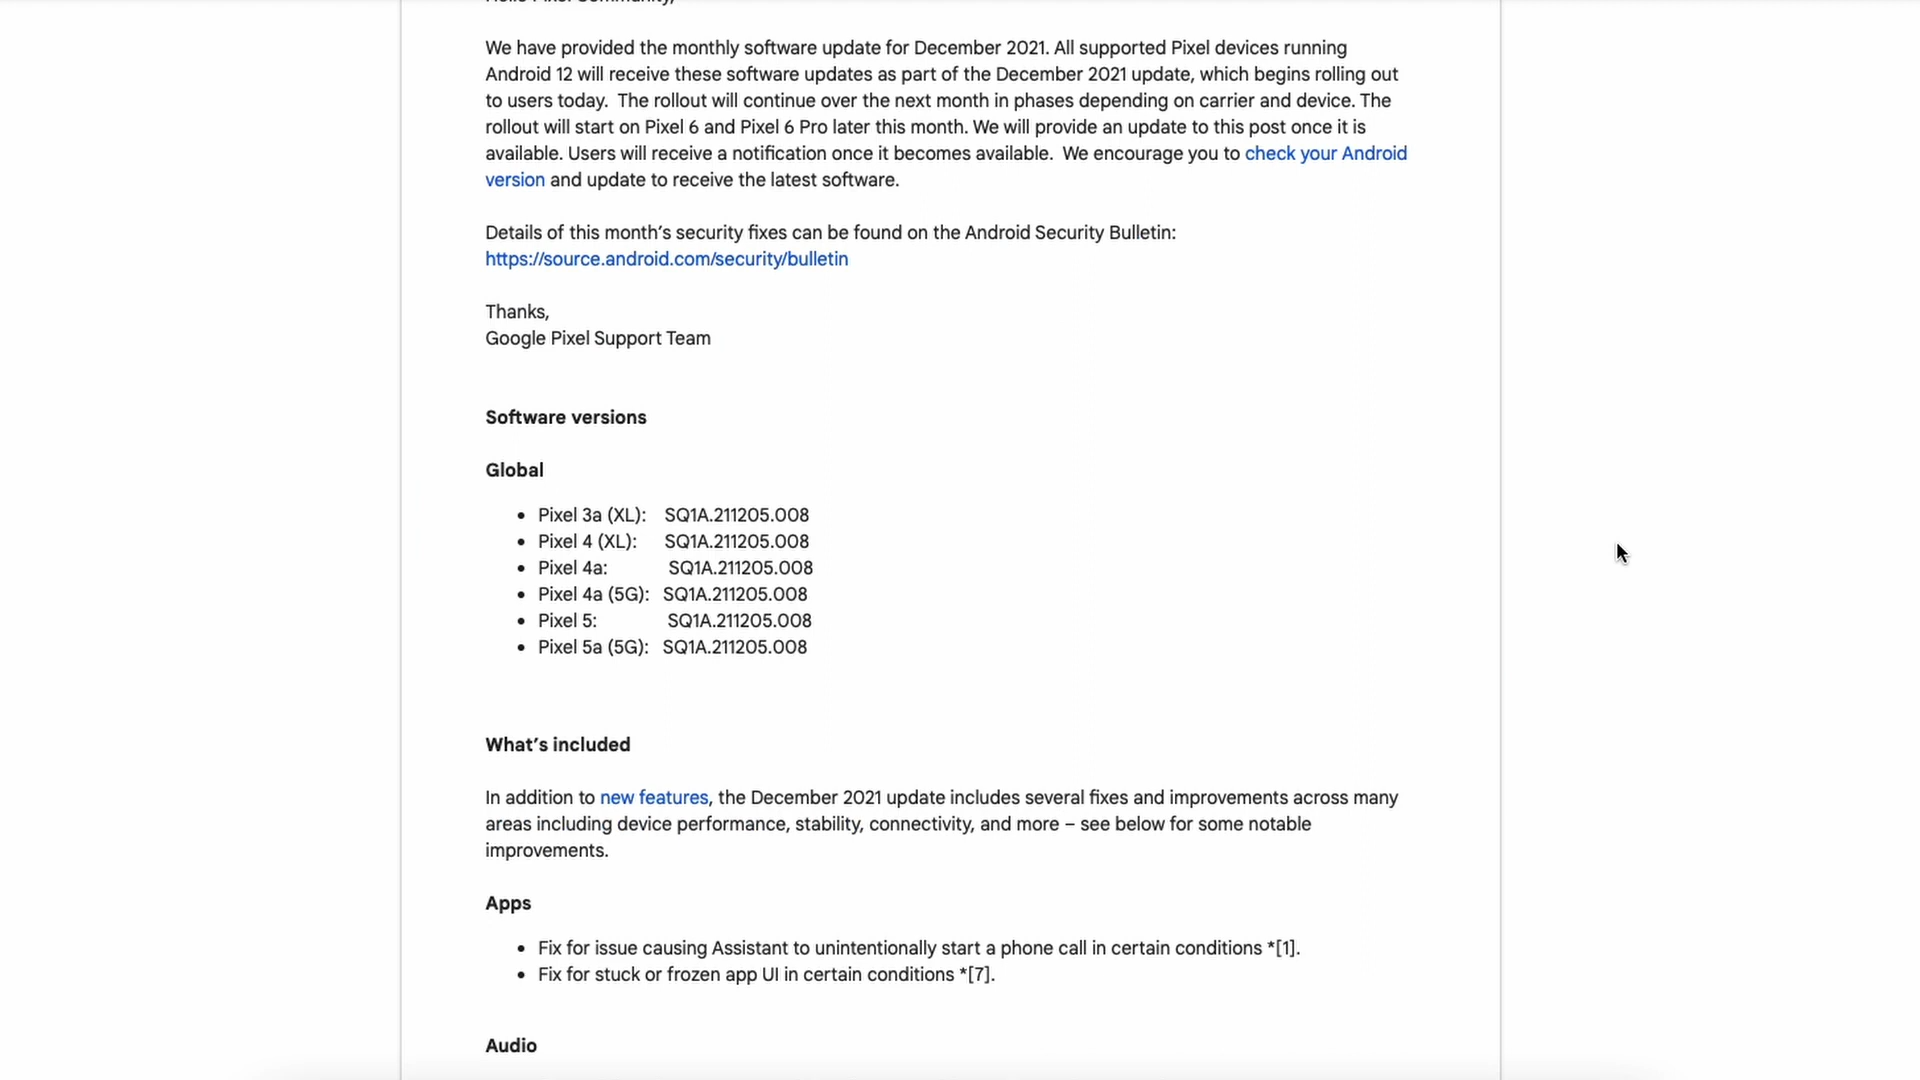 Hello Pixel Community,
We have provided the monthly software update for December 2021. All supported Pixel devices running
Android 12 will receive these software updates as part of the December 2021 update, which begins rolling out
to users today.  The rollout will continue over the next month in phases depending on carrier and device. The
rollout will start on Pixel 6 and Pixel 6 Pro later this month. We will provide an update to this post once it is
available. Users will receive a notification once it becomes available.  We encourage you to check your Android
version and update to receive the latest software.
Details of this month’s security fixes can be found on the Android Security Bulletin:
https://source.android.com/security/bulletin
Thanks,
Google Pixel Support Team
Software versions
Global
• Pixel 3a (XL): SQ1A.211205.008
• Pixel 4 (XL): SQ1A.211205.008
• Pixel 4a: SQ1A.211205.008
• Pixel 4a (5G): SQ1A.211205.008
• Pixel 5: SQ1A.211205.008
• Pixel 5a (5G): SQ1A.211205.008
What’s included
In addition to new features, the December 2021 update includes several fixes and improvements across many
areas including device performance, stability, connectivity, and more – see below for some notable
improvements.
Apps
• Fix for issue causing Assistant to unintentionally start a phone call in certain conditions *[1].
• Fix for stuck or frozen app UI in certain conditions *[7].
Audio